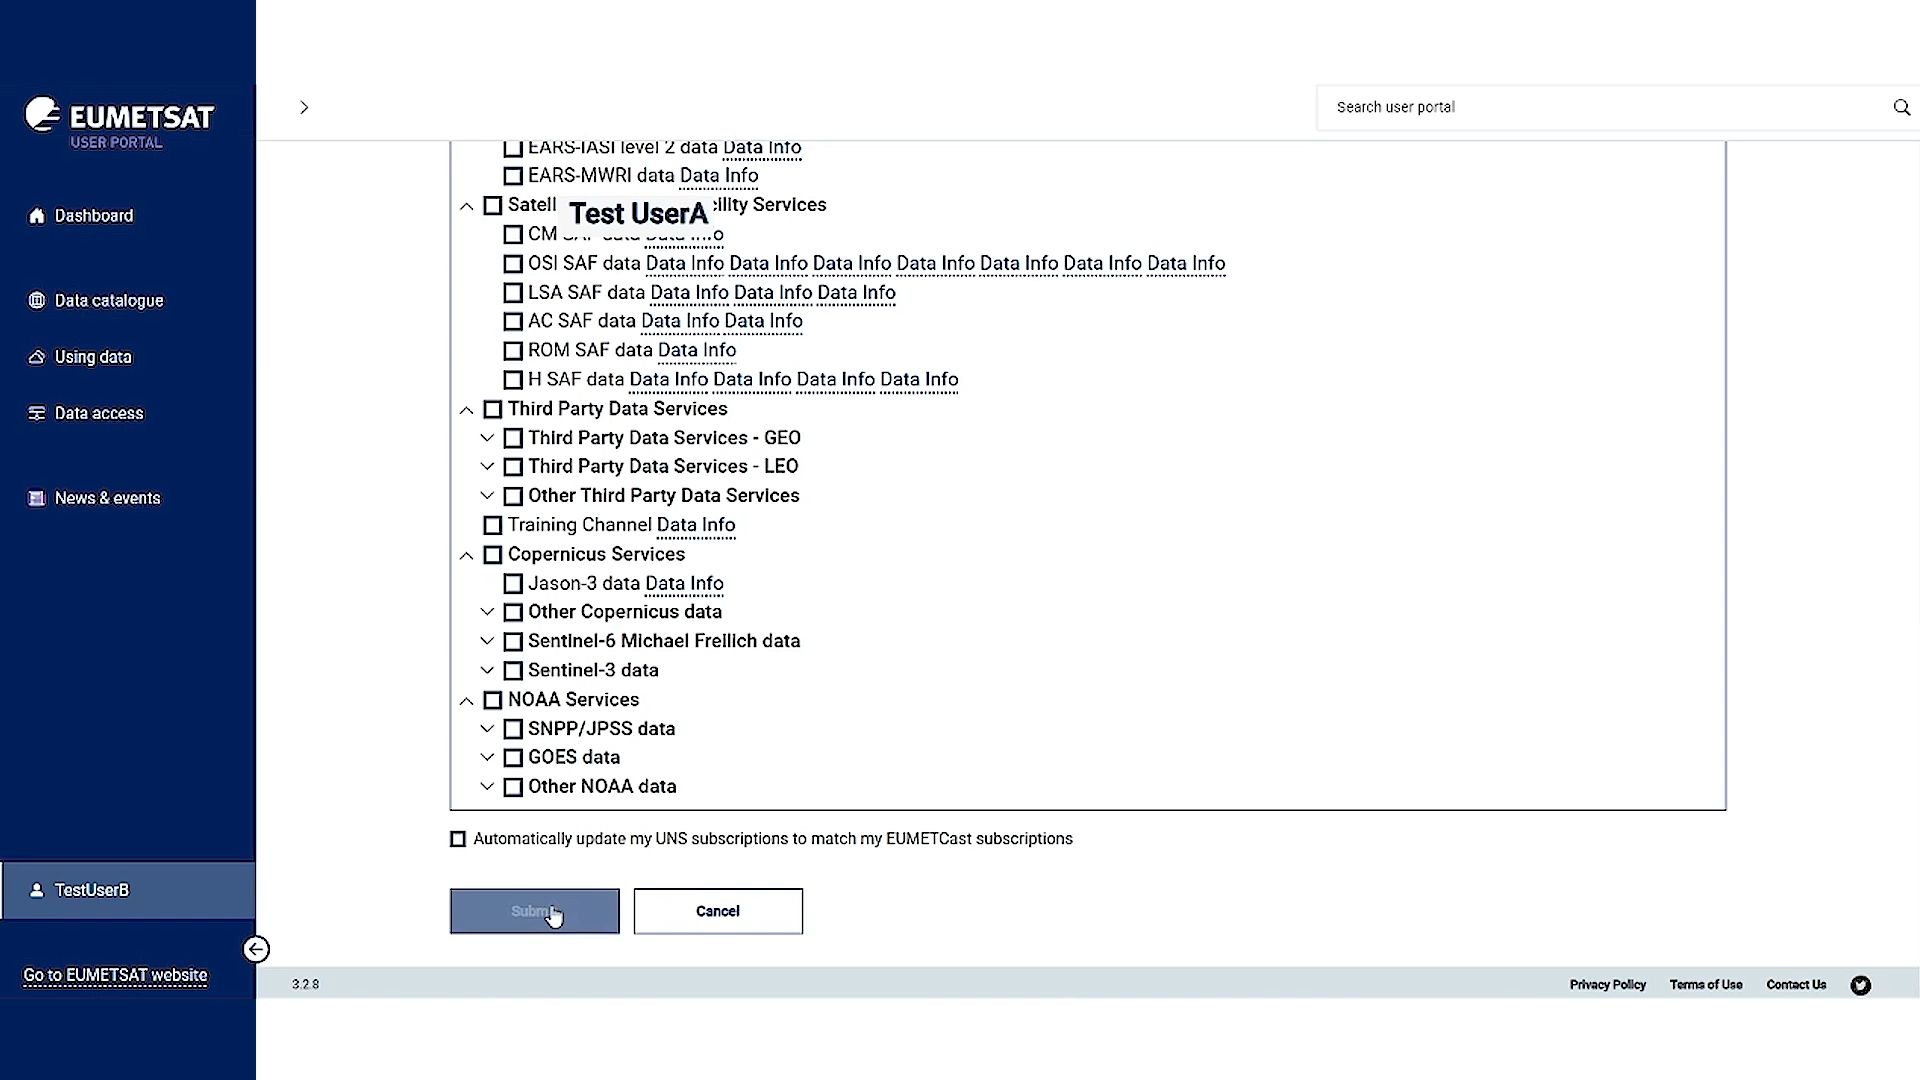 EUMETSAT
USER PORTAL
Search user portal
Dashboard
Data catalogue
Using data
Data access
News & events
TestUserB
Go to EUMETSAT website
EARS-IASI level 2 data Data Info
EARS-MWRI data Data Info
Test UserA
Services
CM
OSI SAF data Data Info Data Info Data Info Data Info Data Info Data Info Data Info
LSA SAF data Data Info Data Info Data Info
AC SAF data Data Info Data Info
ROM SAF data Data Info
H SAF data Data Info Data Info Data Info Data Info
Third Party Data Services
Third Party Data Services - GEO
Third Party Data Services - LEO
Other Third Party Data Services
Training Channel Data Info
Copernicus Services
Jason-3 data Data Info
Other Copernicus data
Sentinel-6 Michael Freilich data
Sentinel-3 data
NOAA Services
SNPP/JPSS data
GOES data
Other NOAA data
Automatically update my UNS subscriptions to match my EUMETCast subscriptions
Cancel
3.2.8
Privacy Policy
Terms of Use
Contact Us